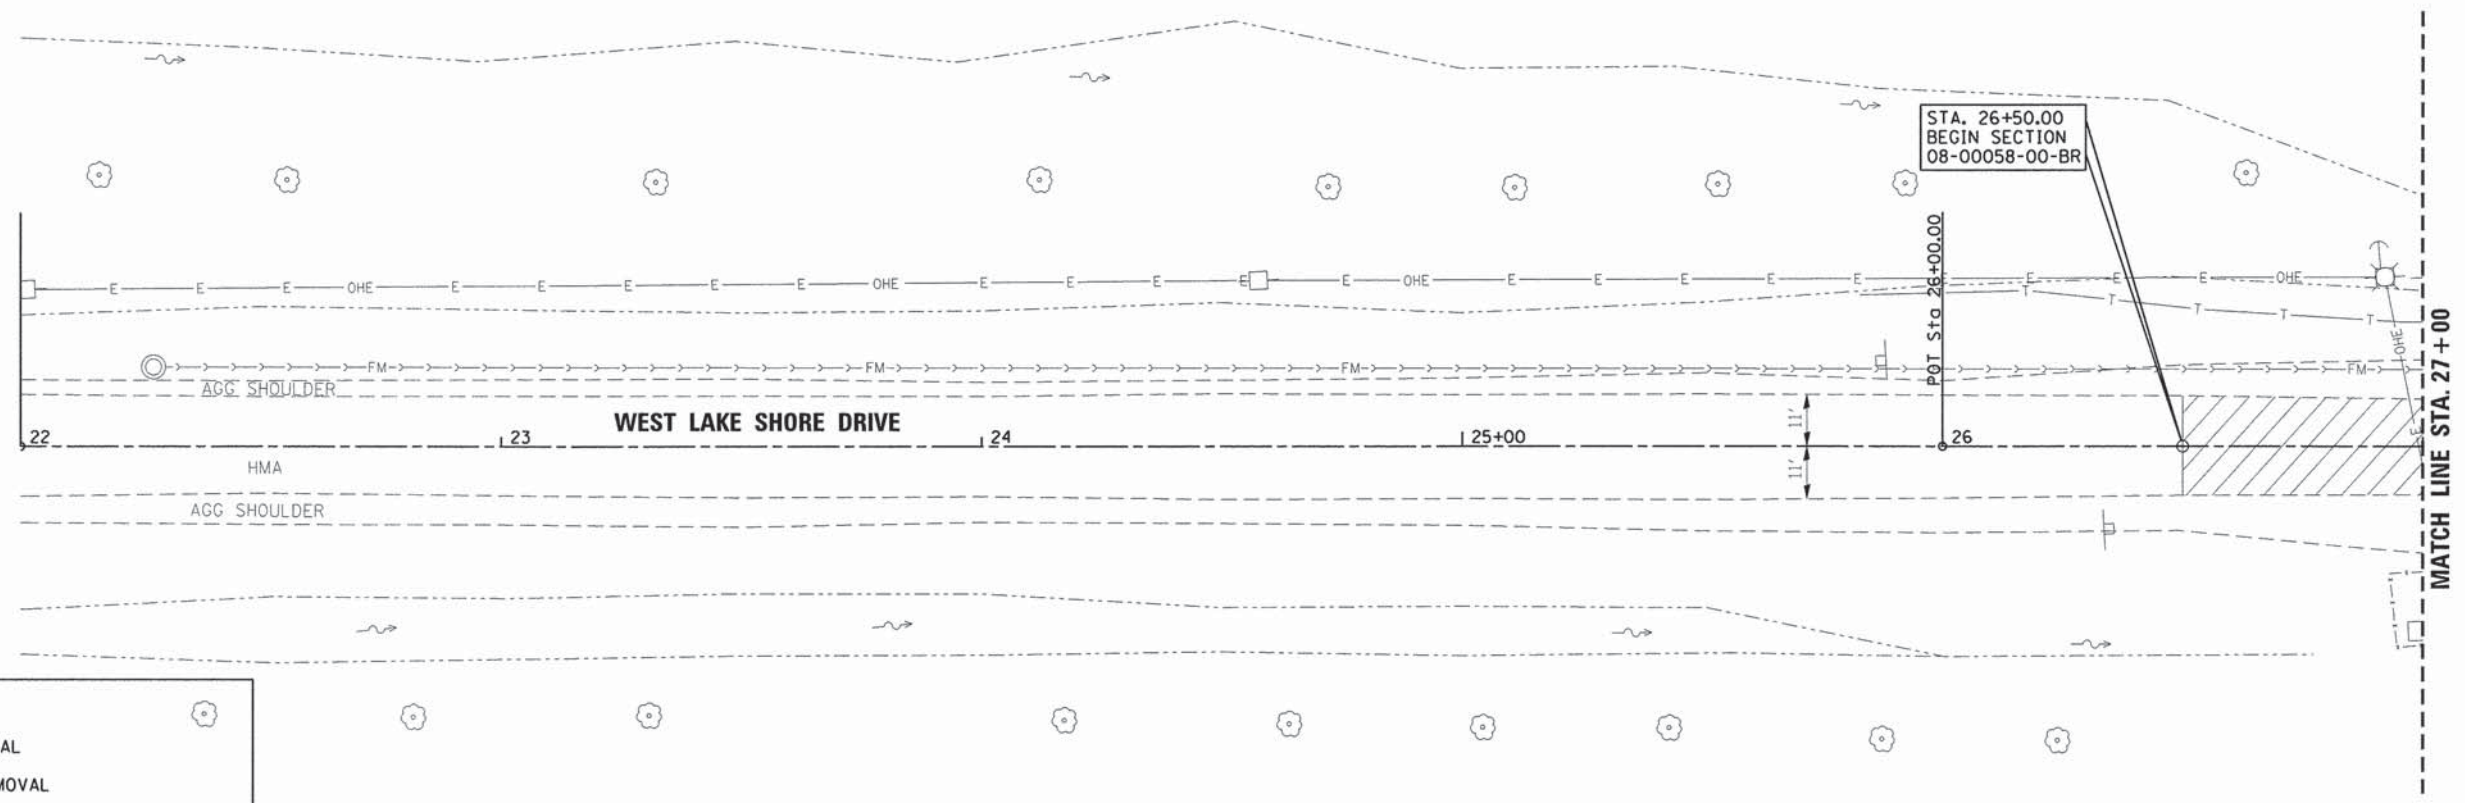 STA. 26+50.00
BEGIN SECTION
08-00058-00-BR
POT Sta 26+00.00
E E E OHE E E E E E OHE E E E E E OHE E E E E E E E E OHE
T T T T T
OHE
E
FM FM FM FM
AGG SHOULDER
WEST LAKE SHORE DRIVE
11'
22 23 24 25+00 26
HMA
11'
AGG SHOULDER
MATCH LINE STA. 27+00
AL
MOVAL